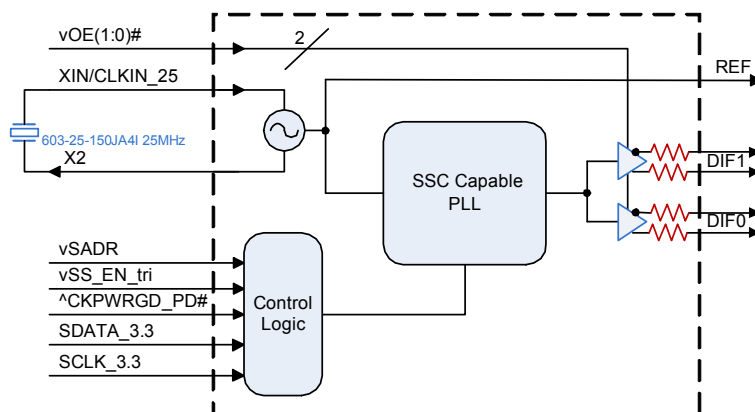 vOE(1:0)#
2
XIN/CLKIN_25
REF
603-25-150JA4I 25MHz
X2
SSC Capable
PLL
DIF1
DIF0
vSADR
vSS_EN_tri
^CKPWRGD_PD#
SDATA_3.3
SCLK_3.3
Control
Logic